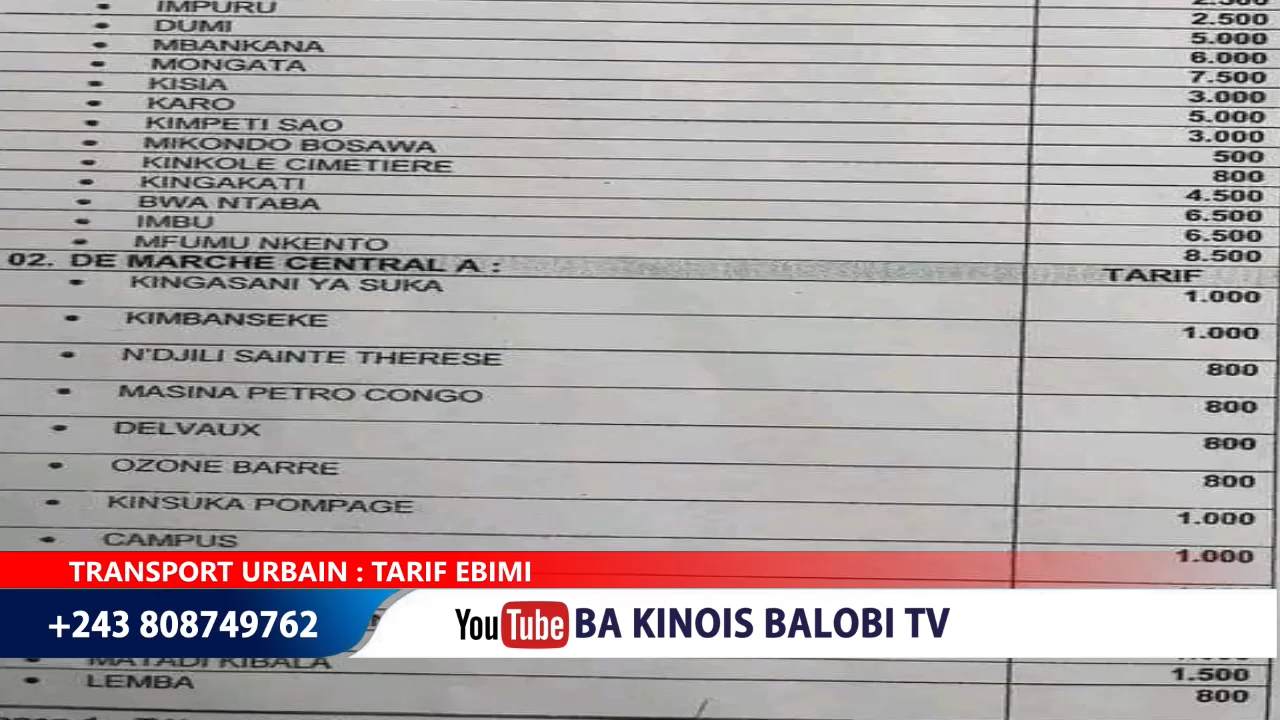 • IMPURU 2.500
• DUMI 5.000
• MBANKANA 6.000
• MONGATA 7.500
• KISIA 3.000
• KARO 5.000
• KIMPETI SAO 3.000
• MIKONDO BOSAWA 500
• KINKOLE CIMETIERE 800
• KINGAKATI 4.500
• BWA NTABA 6.500
• IMBU 6.500
• MFUMU NKENTO 8.500
02. DE MARCHE CENTRAL A : TARIF
• KINGASANI YA SUKA 1.000
• KIMBANSEKE 1.000
• N'DJILI SAINTE THERESE 800
• MASINA PETRO CONGO 800
• DELVAUX 800
• OZONE BARRE 800
• KINSUKA POMPAGE 1.000
• CAMPUS 1.000
TRANSPORT URBAIN : TARIF EBIMI
+243 808749762 YouTube BA KINOIS BALOBI TV
• MATADI KIBALA 1.500
• LEMBA 800